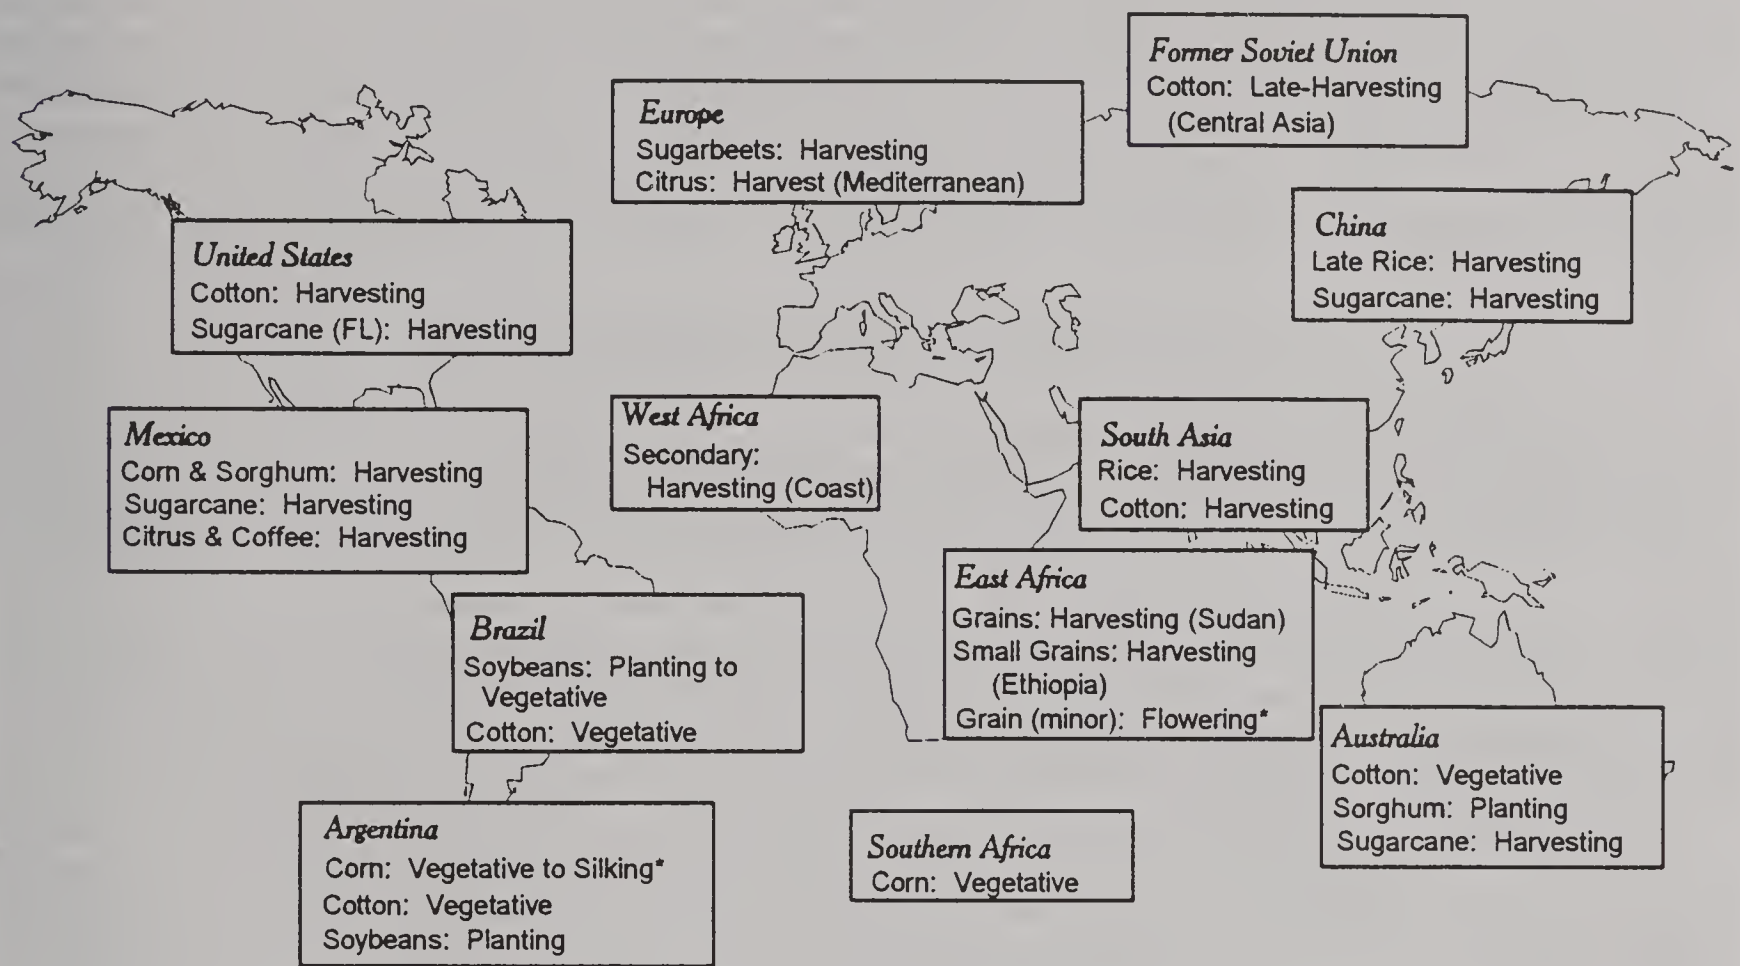 Former Soviet Union
Cotton: Late-Harvesting
(Central Asia)
Europe
Sugarbeets: Harvesting
Citrus: Harvest (Mediterranean)
United States
Cotton: Harvesting
Sugarcane (FL): Harvesting
China
Late Rice: Harvesting
Sugarcane: Harvesting
Mexico
Corn & Sorghum: Harvesting
Sugarcane: Harvesting
Citrus & Coffee: Harvesting
West Africa
Secondary:
Harvesting (Coast)
South Asia
Rice: Harvesting
Cotton: Harvesting
East Africa
Grains: Harvesting (Sudan)
Small Grains: Harvesting
(Ethiopia)
Grain (minor): Flowering*
Brazil
Soybeans: Planting to
Vegetative
Cotton: Vegetative
Australia
Cotton: Vegetative
Sorghum: Planting
Sugarcane: Harvesting
Argentina
Corn: Vegetative to Silking*
Cotton: Vegetative
Soybeans: Planting
Southern Africa
Corn: Vegetative